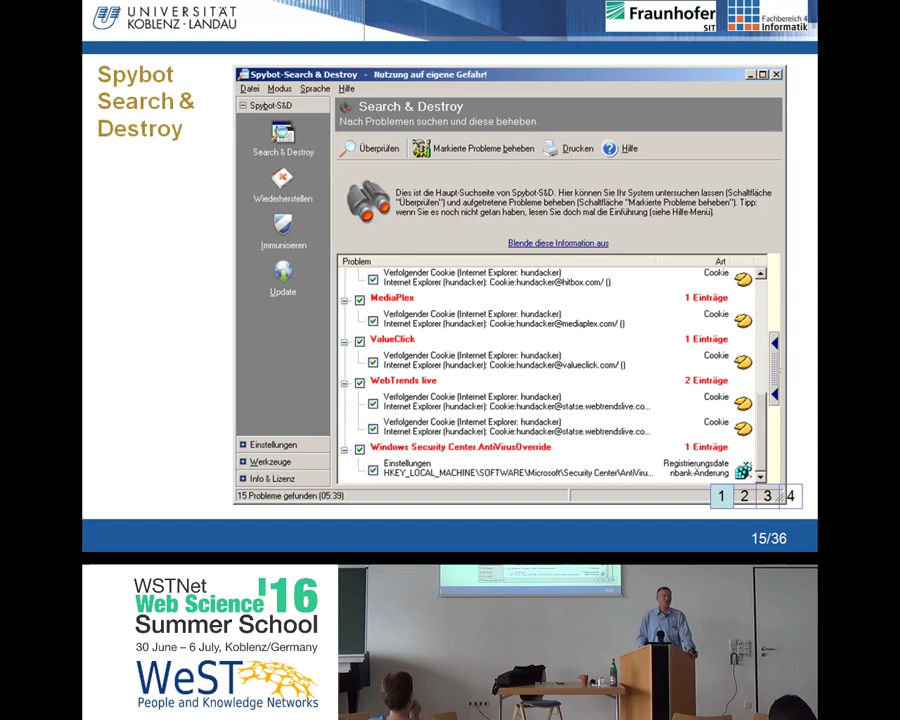 UNIVERSITÄT
KOBLENZ · LANDAU
Fraunhofer
SIT
Fachbereich 4
Informatik
Spybot
Search &
Destroy
Spybot-Search & Destroy - Nutzung auf eigene Gefahr!
Datei Modus Sprache Hilfe
Spybot-S&D
Search & Destroy
Nach Problemen suchen und diese beheben.
Search & Destroy
Wiederherstellen
Immunisieren
Update
Überprüfen Markierte Probleme beheben Drucken Hilfe
Dies ist die Haupt-Suchseite von Spybot-S&D. Hier können Sie Ihr System untersuchen lassen (Schaltfläche
"Überprüfen") und aufgetretene Probleme beheben (Schaltfläche "Markierte Probleme beheben"). Tipp:
wenn Sie es noch nicht getan haben, lesen Sie doch mal die Einführung (siehe Hilfe-Menü).
Blende diese Information aus
Problem Art
Verfolgender Cookie (Internet Explorer: hundacker) Cookie
Internet Explorer (hundacker): Cookie:hundacker@hitbox.com/ ()
MediaPlex 1 Einträge
Verfolgender Cookie (Internet Explorer: hundacker) Cookie
Internet Explorer (hundacker): Cookie:hundacker@mediaplex.com/ ()
ValueClick 1 Einträge
Verfolgender Cookie (Internet Explorer: hundacker) Cookie
Internet Explorer (hundacker): Cookie:hundacker@valueclick.com/ ()
WebTrends live 2 Einträge
Verfolgender Cookie (Internet Explorer: hundacker) Cookie
Internet Explorer (hundacker): Cookie:hundacker@statse.webtrendslive.co...
Verfolgender Cookie (Internet Explorer: hundacker) Cookie
Internet Explorer (hundacker): Cookie:hundacker@statse.webtrendslive.co...
Windows Security Center.AntiVirusOverride 1 Einträge
Einstellungen Registrierungsdate
HKEY_LOCAL_MACHINE\SOFTWARE\Microsoft\Security Center\AntiViru... nbank-Änderung
Einstellungen
Werkzeuge
Info & Lizenz
15 Probleme gefunden (05:39)
1 2 3 4
15/36
WSTNet
Web Science '16
Summer School
30 June – 6 July, Koblenz/Germany
WeST
People and Knowledge Networks